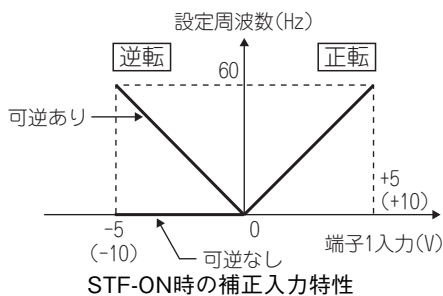 設定周波数(Hz)
逆転
正転
60
可逆あり
+5
(+10)
-5
(-10)
0
端子1入力(V)
可逆なし
STF-ON時の補正入力特性